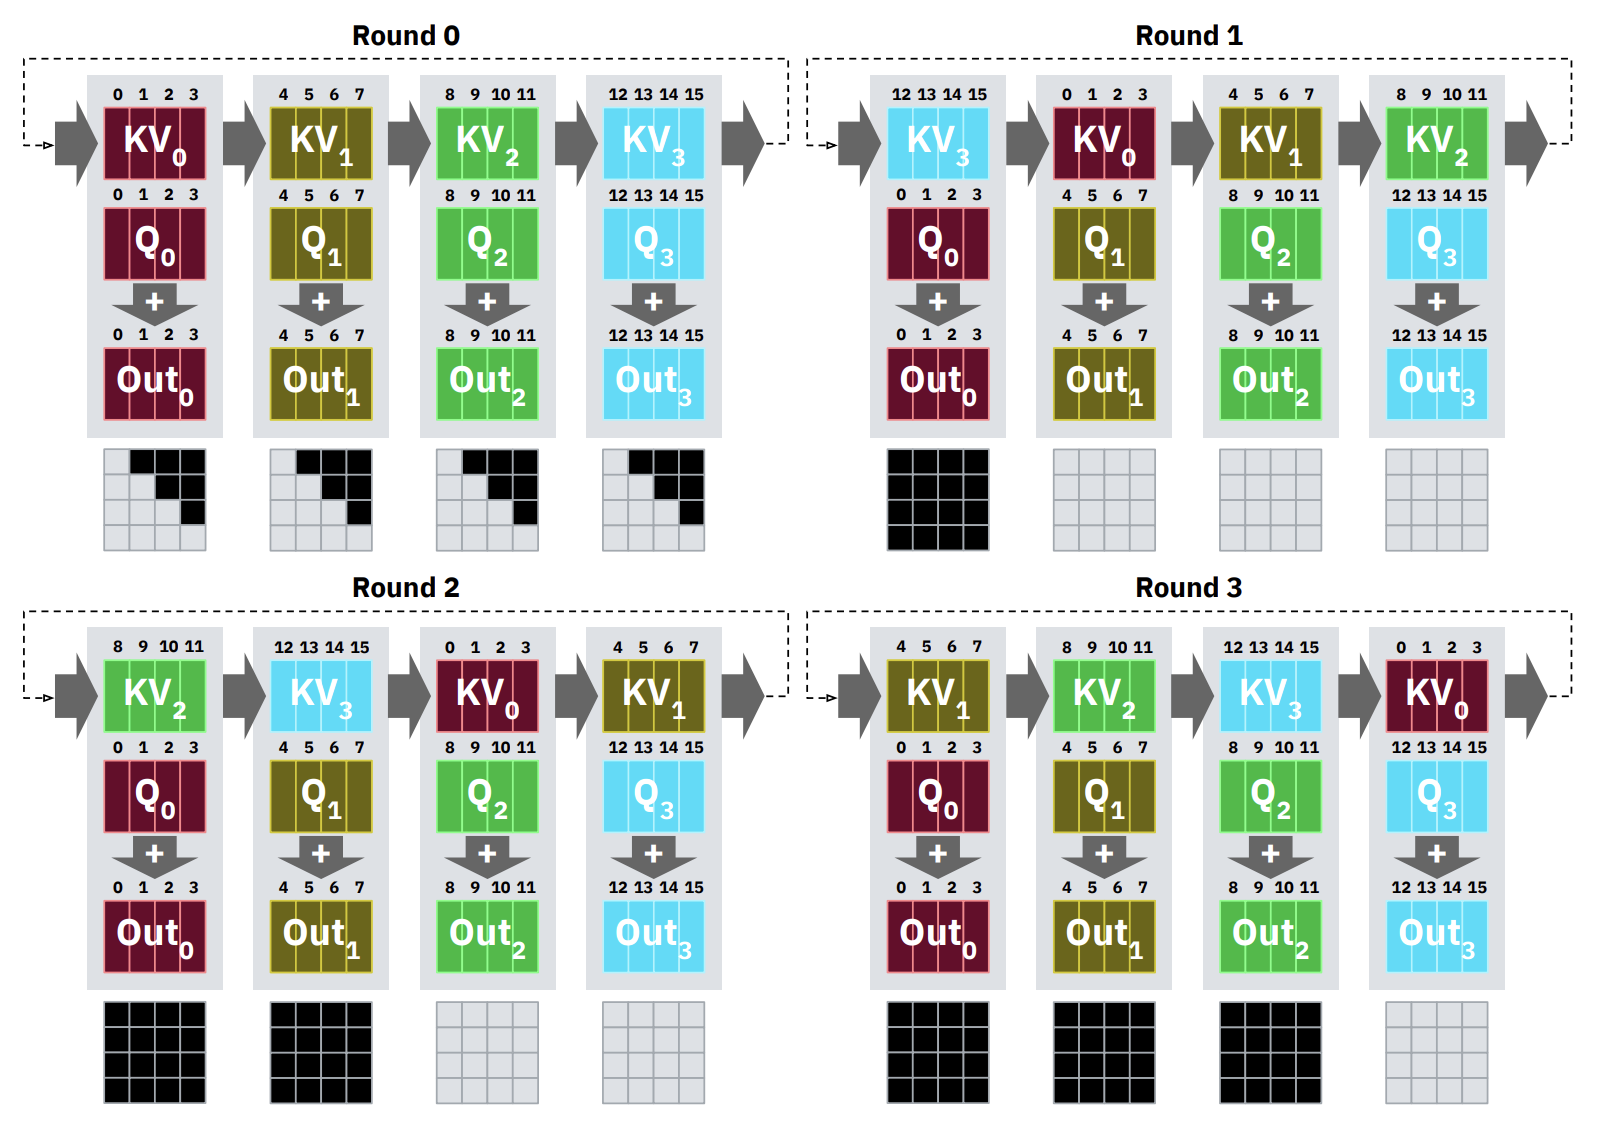 Round 0
Round 1
0 1 2 3 4 5 6 7 8 9 10 11 12 13 14 15
12 13 14 15 0 1 2 3 4 5 6 7 8 9 10 11
KV0 KV1 KV2 KV3
KV3 KV0 KV1 KV2
0 1 2 3 4 5 6 7 8 9 10 11 12 13 14 15
0 1 2 3 4 5 6 7 8 9 10 11 12 13 14 15
Q0 Q1 Q2 Q3
Q0 Q1 Q2 Q3
+ + + +
+ + + +
0 1 2 3 4 5 6 7 8 9 10 11 12 13 14 15
0 1 2 3 4 5 6 7 8 9 10 11 12 13 14 15
Out0 Out1 Out2 Out3
Out0 Out1 Out2 Out3
Round 2
Round 3
8 9 10 11 12 13 14 15 0 1 2 3 4 5 6 7
4 5 6 7 8 9 10 11 12 13 14 15 0 1 2 3
KV2 KV3 KV0 KV1
KV1 KV2 KV3 KV0
0 1 2 3 4 5 6 7 8 9 10 11 12 13 14 15
0 1 2 3 4 5 6 7 8 9 10 11 12 13 14 15
Q0 Q1 Q2 Q3
Q0 Q1 Q2 Q3
+ + + +
+ + + +
0 1 2 3 4 5 6 7 8 9 10 11 12 13 14 15
0 1 2 3 4 5 6 7 8 9 10 11 12 13 14 15
Out0 Out1 Out2 Out3
Out0 Out1 Out2 Out3